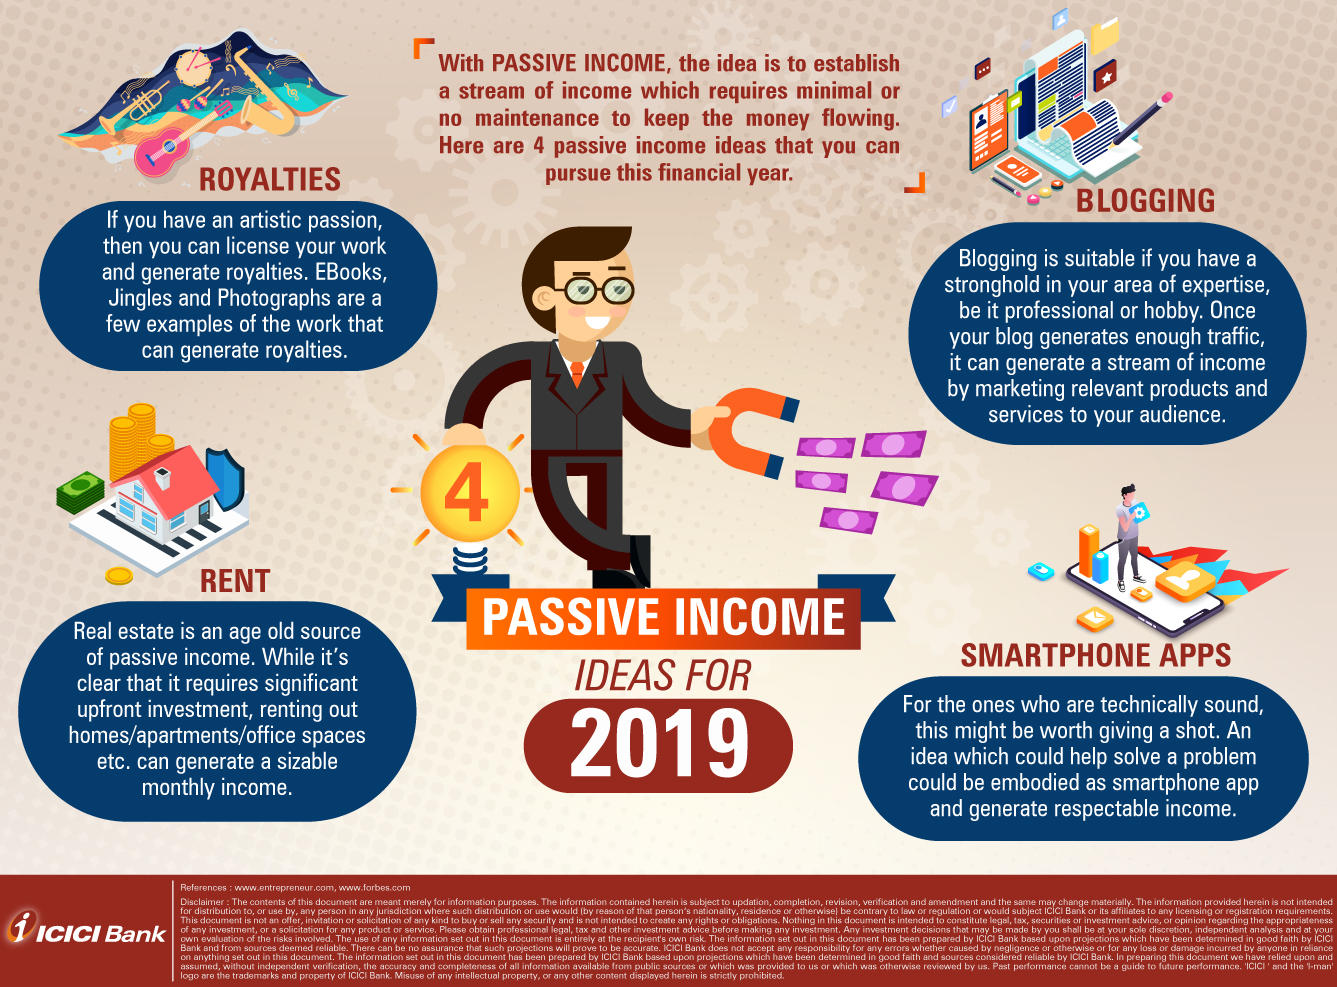 With PASSIVE INCOME, the idea is to establish
a stream of income which requires minimal or
no maintenance to keep the money flowing.
Here are 4 passive income ideas that you can
pursue this financial year.
ROYALTIES
If you have an artistic passion,
then you can license your work
and generate royalties. EBooks,
Jingles and Photographs are a
few examples of the work that
can generate royalties.
BLOGGING
Blogging is suitable if you have a
stronghold in your area of expertise,
be it professional or hobby. Once
your blog generates enough traffic,
it can generate a stream of income
by marketing relevant products and
services to your audience.
RENT
Real estate is an age old source
of passive income. While it's
clear that it requires significant
upfront investment, renting out
homes/apartments/office spaces
etc. can generate a sizable
monthly income.
4
PASSIVE INCOME
IDEAS FOR
2019
SMARTPHONE APPS
For the ones who are technically sound,
this might be worth giving a shot. An
idea which could help solve a problem
could be embodied as smartphone app
and generate respectable income.
ICICI Bank
References : www.entrepreneur.com, www.forbes.com
Disclaimer : The contents of this document are meant merely for information purposes. The information contained herein is subject to updation, completion, revision, verification and amendment and the same may change materially. The information provided herein is not intended
for distribution to, or use by, any person in any jurisdiction where such distribution or use would (by reason of that person's nationality, residence or otherwise) be contrary to law or regulation or would subject ICICI Bank or its affiliates to any licensing or registration requirements.
This document is not an offer, invitation or solicitation of any kind to buy or sell any security and is not intended to create any rights or obligations. Nothing in this document is intended to constitute legal, tax, securities or investment advice, or opinion regarding the appropriateness
of any investment, or a solicitation for any product or service. Please obtain professional legal, tax and other investment advice before making any investment. Any investment decisions that may be made by you shall be at your sole discretion, independent analysis and at your
own evaluation of the risks involved. The use of any information set out in this document is entirely at the recipient's own risk. The information set out in this document has been prepared by ICICI Bank based upon projections which have been determined in good faith by ICICI
Bank and from sources deemed reliable. There can be no assurance that such projections will prove to be accurate. ICICI Bank does not accept any responsibility for any errors whether caused by negligence or otherwise or for any loss or damage incurred by anyone in reliance
on anything set out in this document. The information set out in this document has been prepared by ICICI Bank based upon projections which have been determined in good faith and sources considered reliable by ICICI Bank. In preparing this document we have relied upon and
assumed, without independent verification, the accuracy and completeness of all information available from public sources or which was provided to us or which was otherwise reviewed by us. Past performance cannot be a guide to future performance. 'ICICI ' and the 'I-man'
logo are the trademarks and property of ICICI Bank. Misuse of any intellectual property, or any other content displayed herein is strictly prohibited.